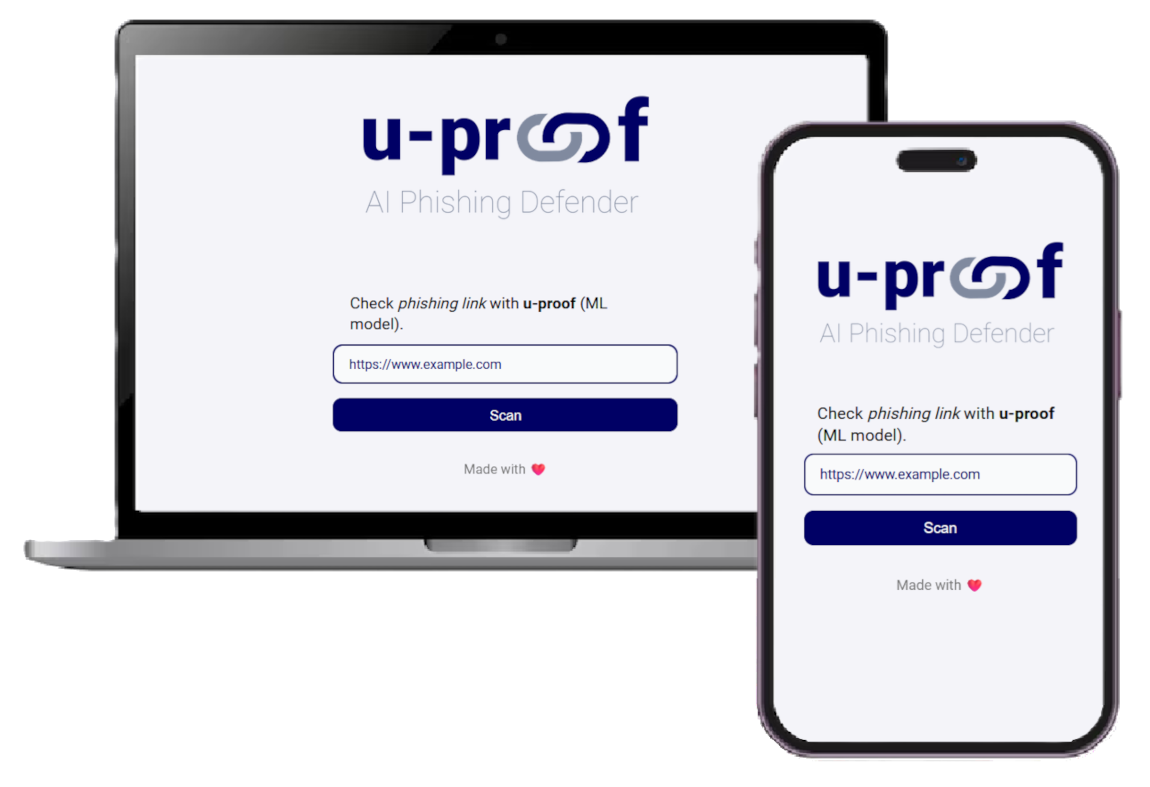 u-proof
AI Phishing Defender
Check phishing link with u-proof (ML
model).
https://www.example.com
Scan
Made with
u-proof
AI Phishing Defender
Check phishing link with u-proof
(ML model).
https://www.example.com
Scan
Made with